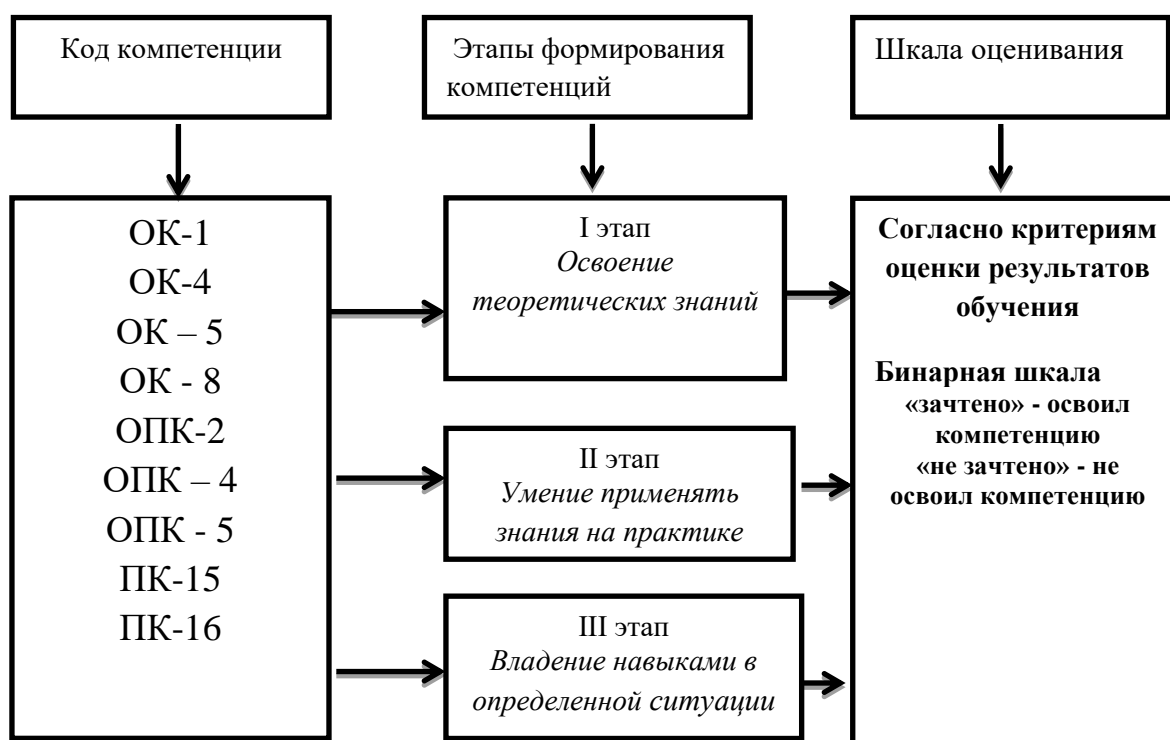 Код компетенции
Этапы формирования
компетенций
Шкала оценивания
ОК-1
ОК-4
ОК – 5
ОК - 8
ОПК-2
ОПК – 4
ОПК - 5
ПК-15
ПК-16
I этап
Освоение
теоретических знаний
II этап
Умение применять
знания на практике
III этап
Владение навыками в
определенной ситуации
Согласно критериям
оценки результатов
обучения
Бинарная шкала
«зачтено» - освоил
компетенцию
«не зачтено» - не
освоил компетенцию